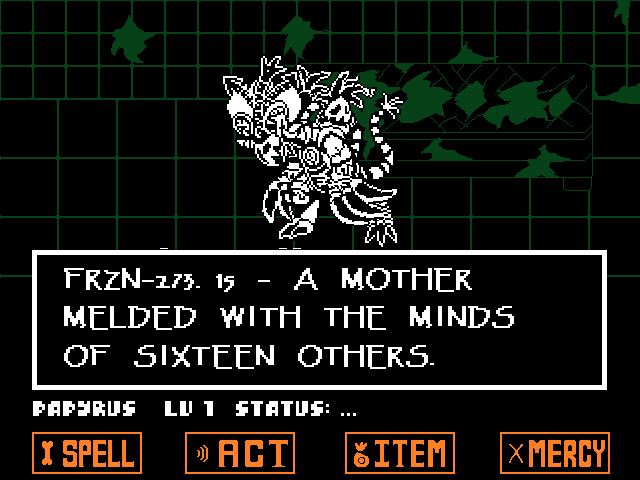 FRZN-273. 15 - A MOTHER
MELDED WITH THE MINDS
OF SIXTEEN OTHERS.
PAPYRUS LV 1 STATUS: ...
SPELL ACT ITEM MERCY